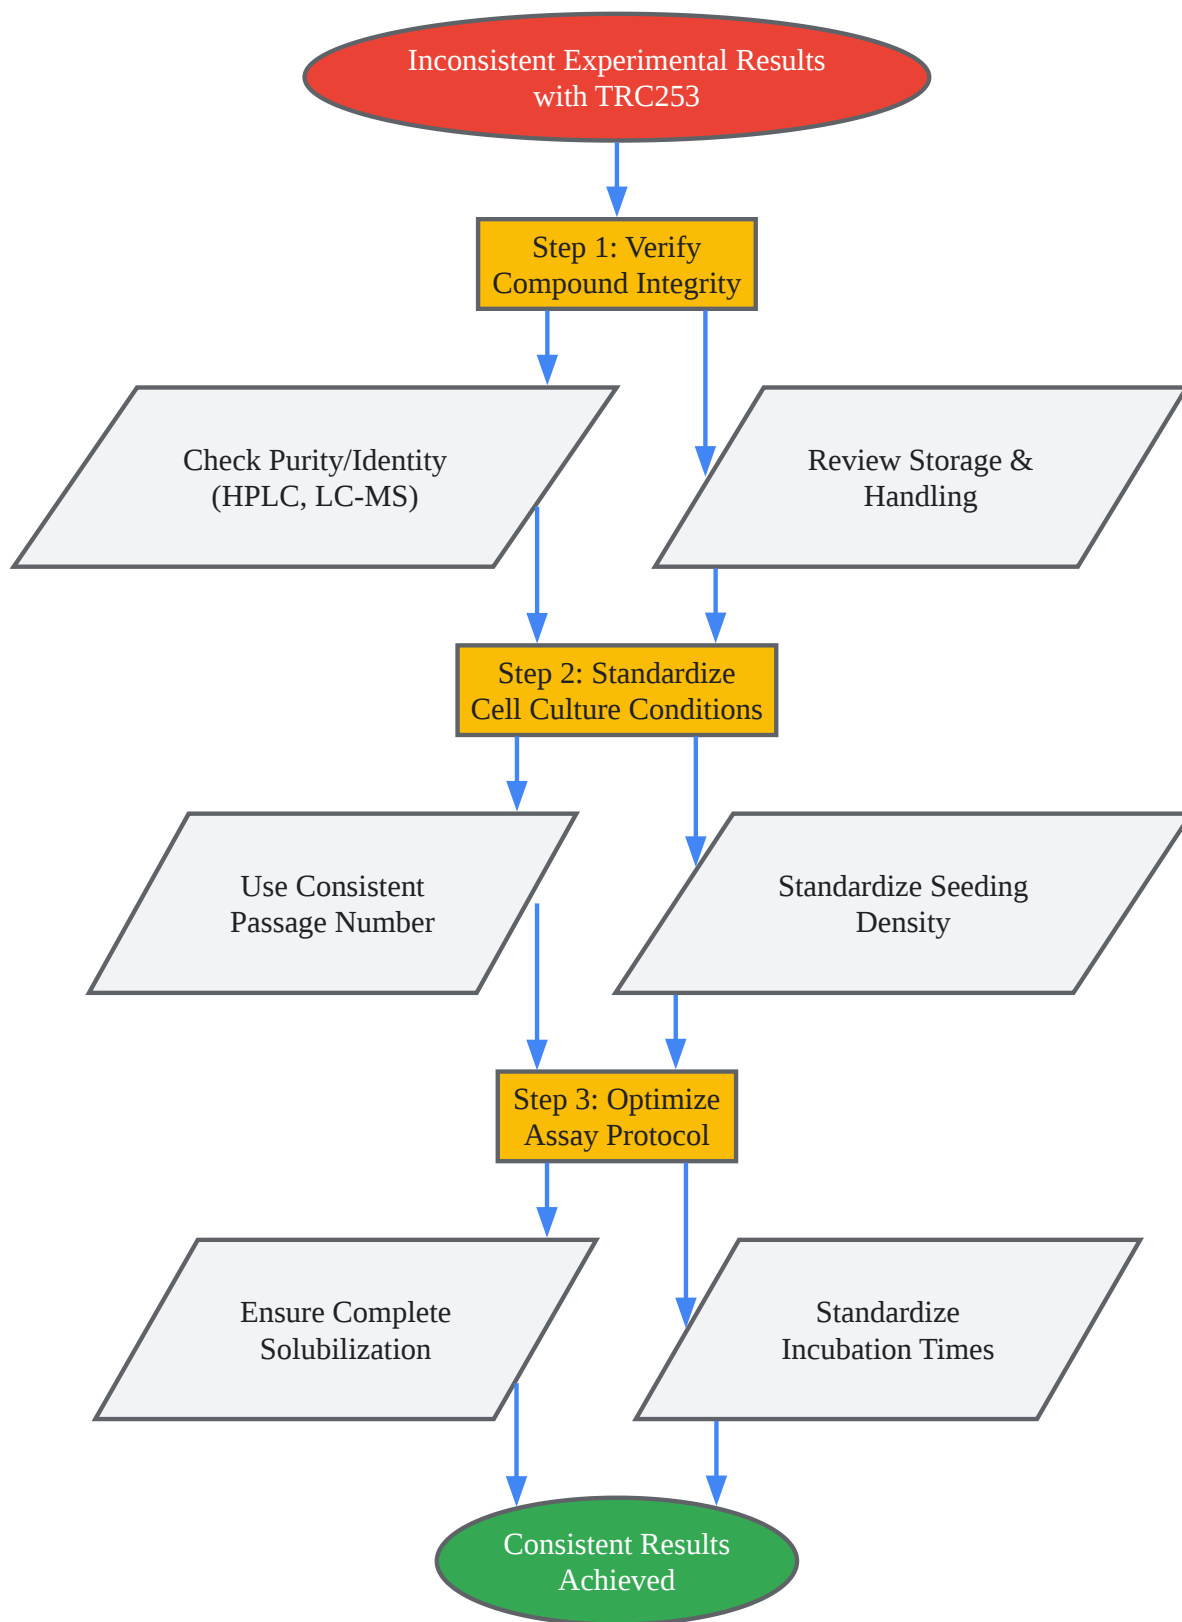 Inconsistent Experimental Results
with TRC253
Step 1: Verify
Compound Integrity
Check Purity/Identity
(HPLC, LC-MS)
Review Storage &
Handling
Step 2: Standardize
Cell Culture Conditions
Use Consistent
Passage Number
Standardize Seeding
Density
Step 3: Optimize
Assay Protocol
Ensure Complete
Solubilization
Standardize
Incubation Times
Consistent Results
Achieved